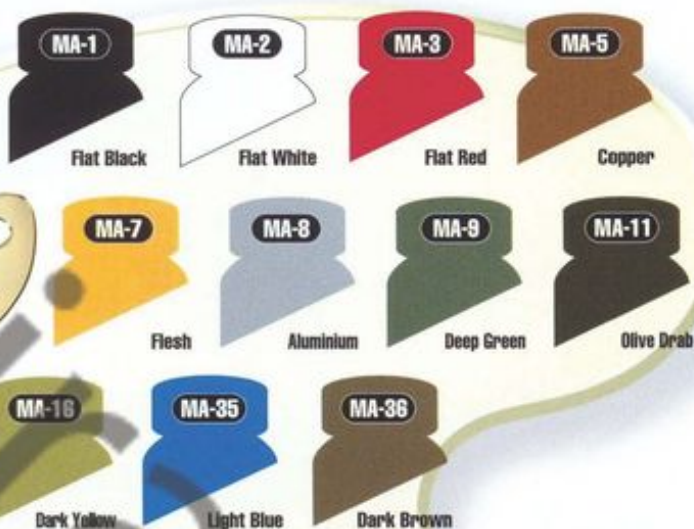 MA-1 MA-2 MA-3 MA-5
Flat Black Flat White Flat Red Copper
MA-7 MA-8 MA-9 MA-11
Flesh Aluminium Deep Green Olive Drab
MA-16 MA-35 MA-36
Dark Yellow Light Blue Dark Brown